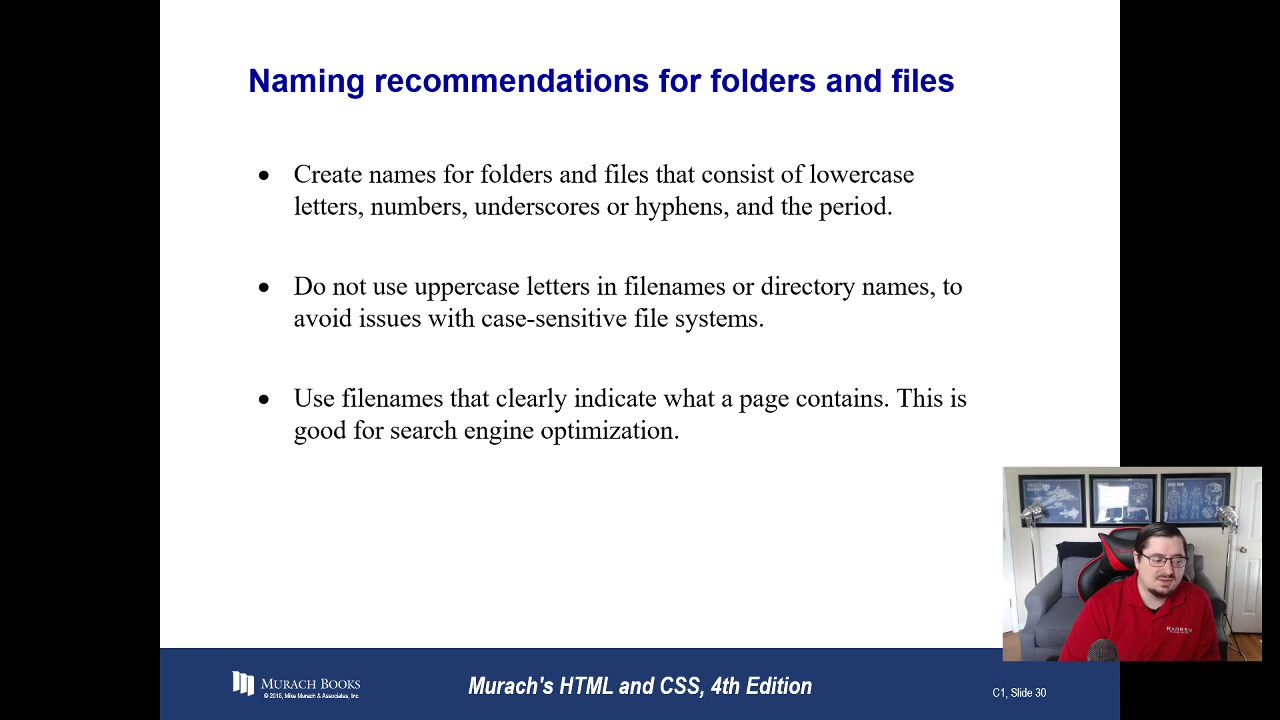 Naming recommendations for folders and files
• Create names for folders and files that consist of lowercase
letters, numbers, underscores or hyphens, and the period.
• Do not use uppercase letters in filenames or directory names, to
avoid issues with case-sensitive file systems.
• Use filenames that clearly indicate what a page contains. This is
good for search engine optimization.
MURACH BOOKS
© 2018, Mike Murach & Associates, Inc.
Murach's HTML and CSS, 4th Edition
C1, Slide 30